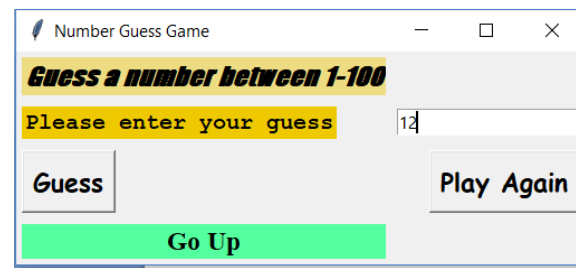 Number Guess Game
Guess a number between 1-100
Please enter your guess 12
Guess Play Again
Go Up